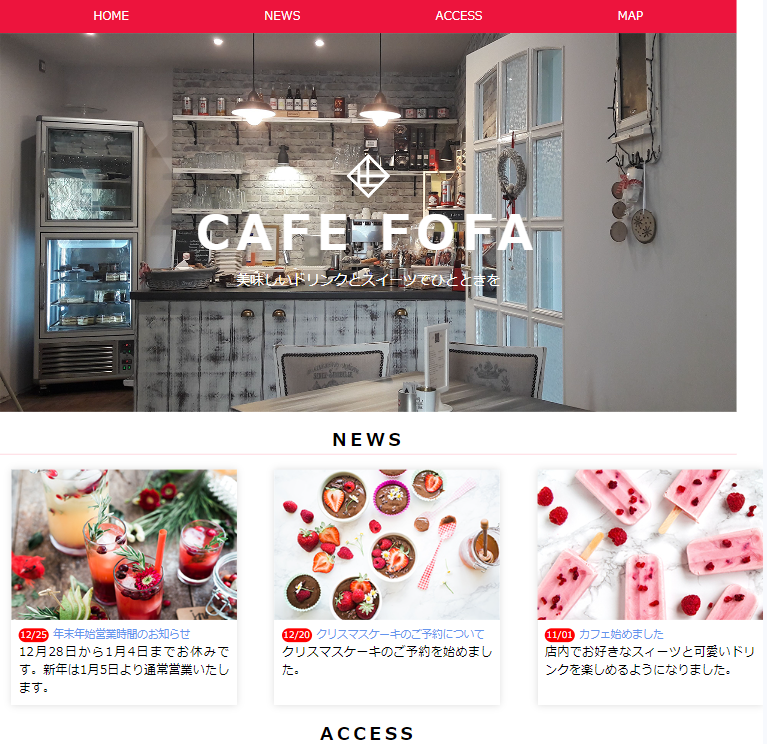 HOME NEWS ACCESS MAP
CAFE FOFA
美味しいドリンクとスイーツでひとときを
NEWS
12/25 年末年始営業時間のお知らせ
12月28日から1月4日までお休みで
す。新年は1月5日より通常営業いたし
ます。
12/20 クリスマスケーキのご予約について
クリスマスケーキのご予約を始めまし
た。
11/01 カフェ始めました
店内でお好きなスィーツと可愛いドリ
ンクを楽しめるようになりました。
ACCESS